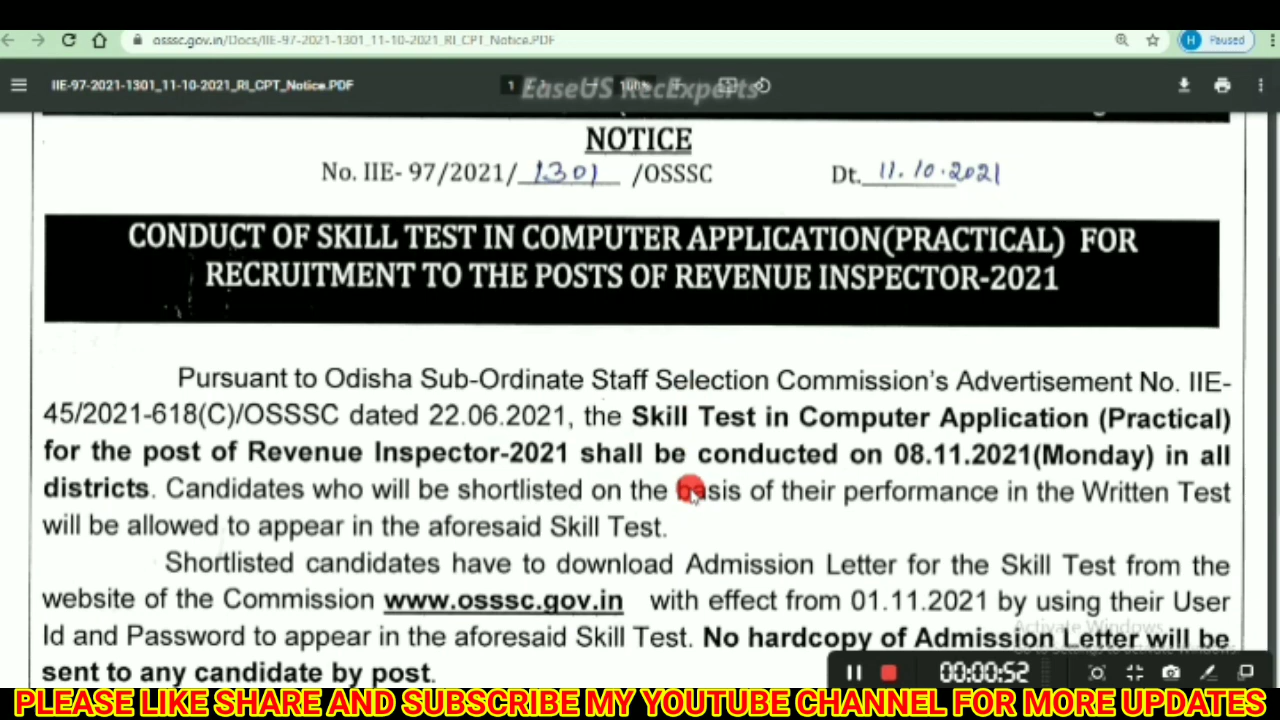 osssc.gov.in/Docs/IIE-97-2021-1301_11-10-2021_RI_CPT_Notice.PDF
H Paused
IIE-97-2021-1301_11-10-2021_RI_CPT_Notice.PDF
1
EaseUS RecExperts
NOTICE
No. IIE- 97/2021/ 1301 /OSSSC Dt. 11.10.2021
CONDUCT OF SKILL TEST IN COMPUTER APPLICATION(PRACTICAL) FOR
RECRUITMENT TO THE POSTS OF REVENUE INSPECTOR-2021
Pursuant to Odisha Sub-Ordinate Staff Selection Commission's Advertisement No. IIE-
45/2021-618(C)/OSSSC dated 22.06.2021, the Skill Test in Computer Application (Practical)
for the post of Revenue Inspector-2021 shall be conducted on 08.11.2021(Monday) in all
districts. Candidates who will be shortlisted on the basis of their performance in the Written Test
will be allowed to appear in the aforesaid Skill Test.
Shortlisted candidates have to download Admission Letter for the Skill Test from the
website of the Commission www.osssc.gov.in with effect from 01.11.2021 by using their User
Id and Password to appear in the aforesaid Skill Test. No hardcopy of Admission Letter will be
sent to any candidate by post.
Activate Windows
00:00:52
PLEASE LIKE SHARE AND SUBSCRIBE MY YOUTUBE CHANNEL FOR MORE UPDATES